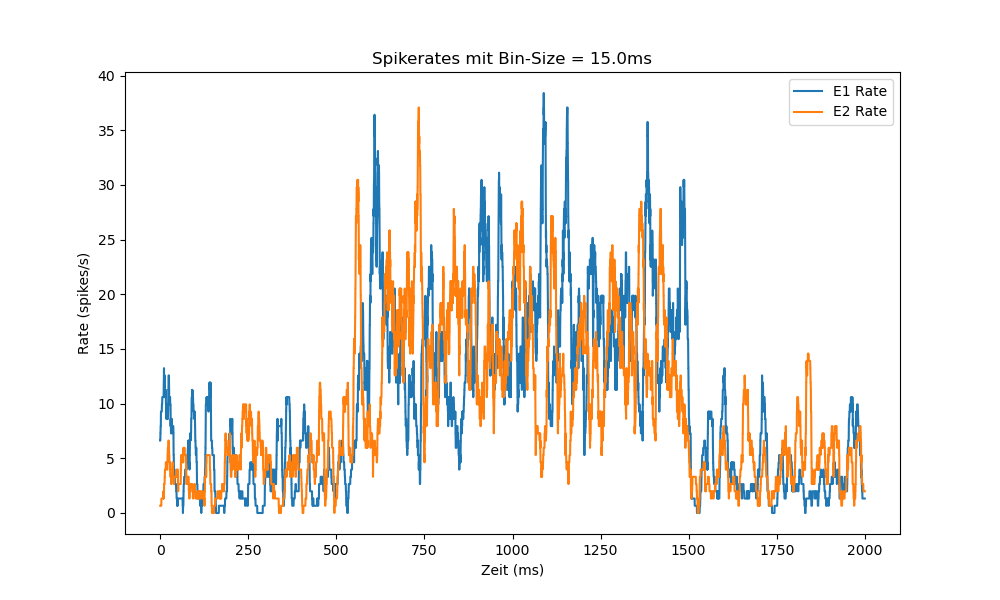 Spikerates mit Bin-Size = 15.0ms
E1 Rate
E2 Rate
40
35
30
25
20
15
10
5
0
Rate (spikes/s)
0 250 500 750 1000 1250 1500 1750 2000
Zeit (ms)